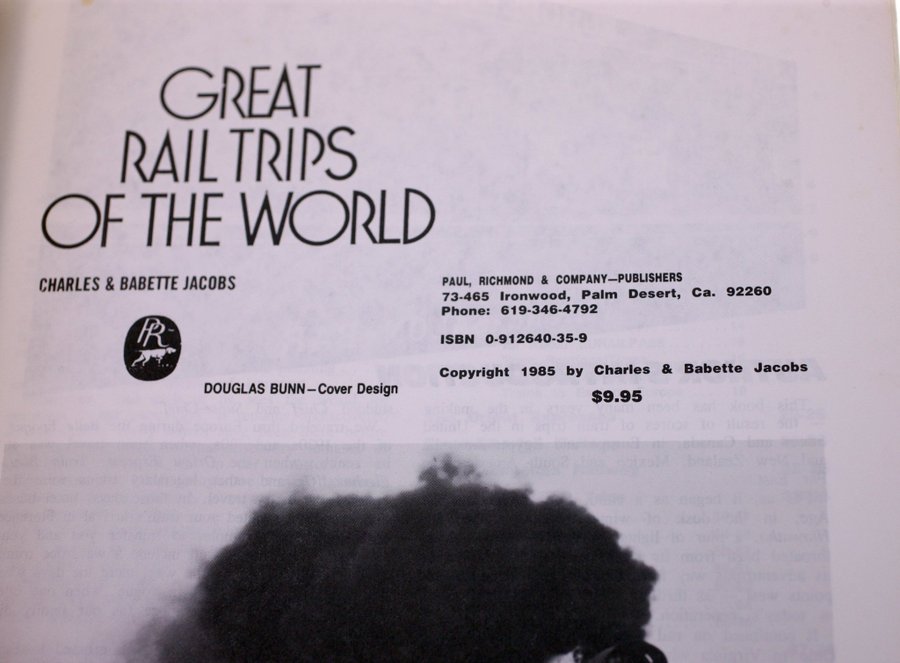 GREAT
RAIL TRIPS
OF THE WORLD
CHARLES & BABETTE JACOBS
PR
DOUGLAS BUNN—Cover Design
PAUL, RICHMOND & COMPANY—PUBLISHERS
73-465 Ironwood, Palm Desert, Ca. 92260
Phone: 619-346-4792
ISBN 0-912640-35-9
Copyright 1985 by Charles & Babette Jacobs
$9.95